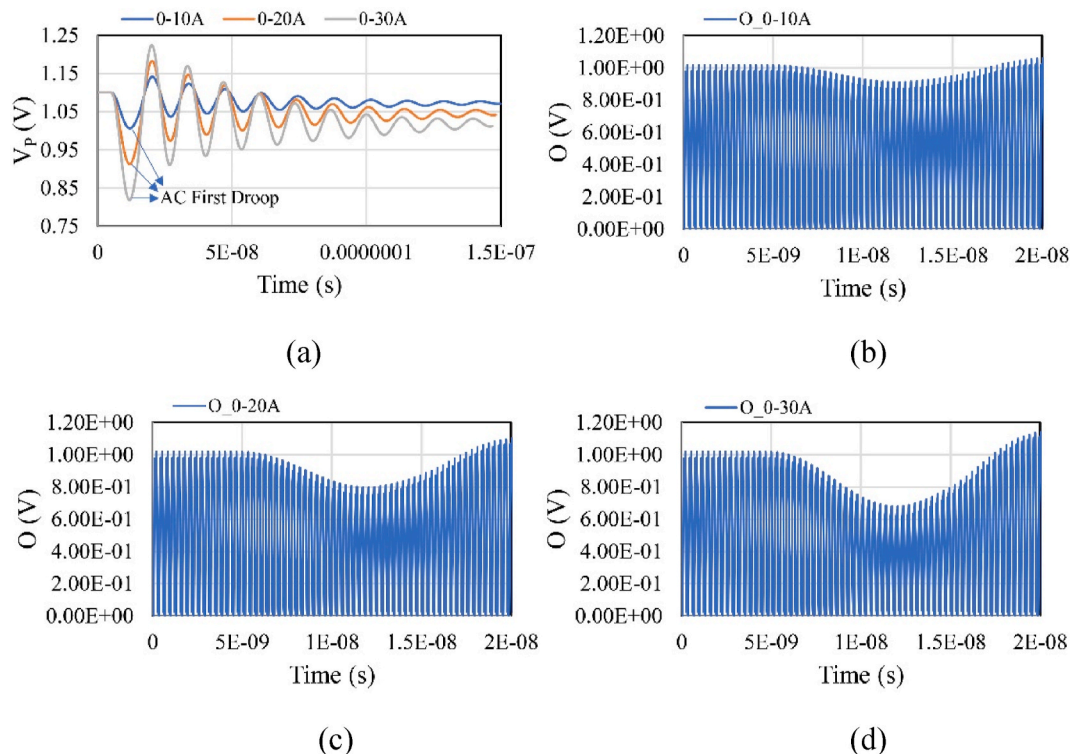 0-10A 0-20A 0-30A
1.25
1.15
1.05
0.95
0.85
0.75
VP (V)
AC First Droop
0 5E-08 0.0000001 1.5E-07
Time (s)
(a)
O_0-10A
1.20E+00
1.00E+00
8.00E-01
6.00E-01
4.00E-01
2.00E-01
0.00E+00
O (V)
0 5E-09 1E-08 1.5E-08 2E-08
Time (s)
(b)
O_0-20A
1.20E+00
1.00E+00
8.00E-01
6.00E-01
4.00E-01
2.00E-01
0.00E+00
O (V)
0 5E-09 1E-08 1.5E-08 2E-08
Time (s)
(c)
O_0-30A
1.20E+00
1.00E+00
8.00E-01
6.00E-01
4.00E-01
2.00E-01
0.00E+00
O (V)
0 5E-09 1E-08 1.5E-08 2E-08
Time (s)
(d)